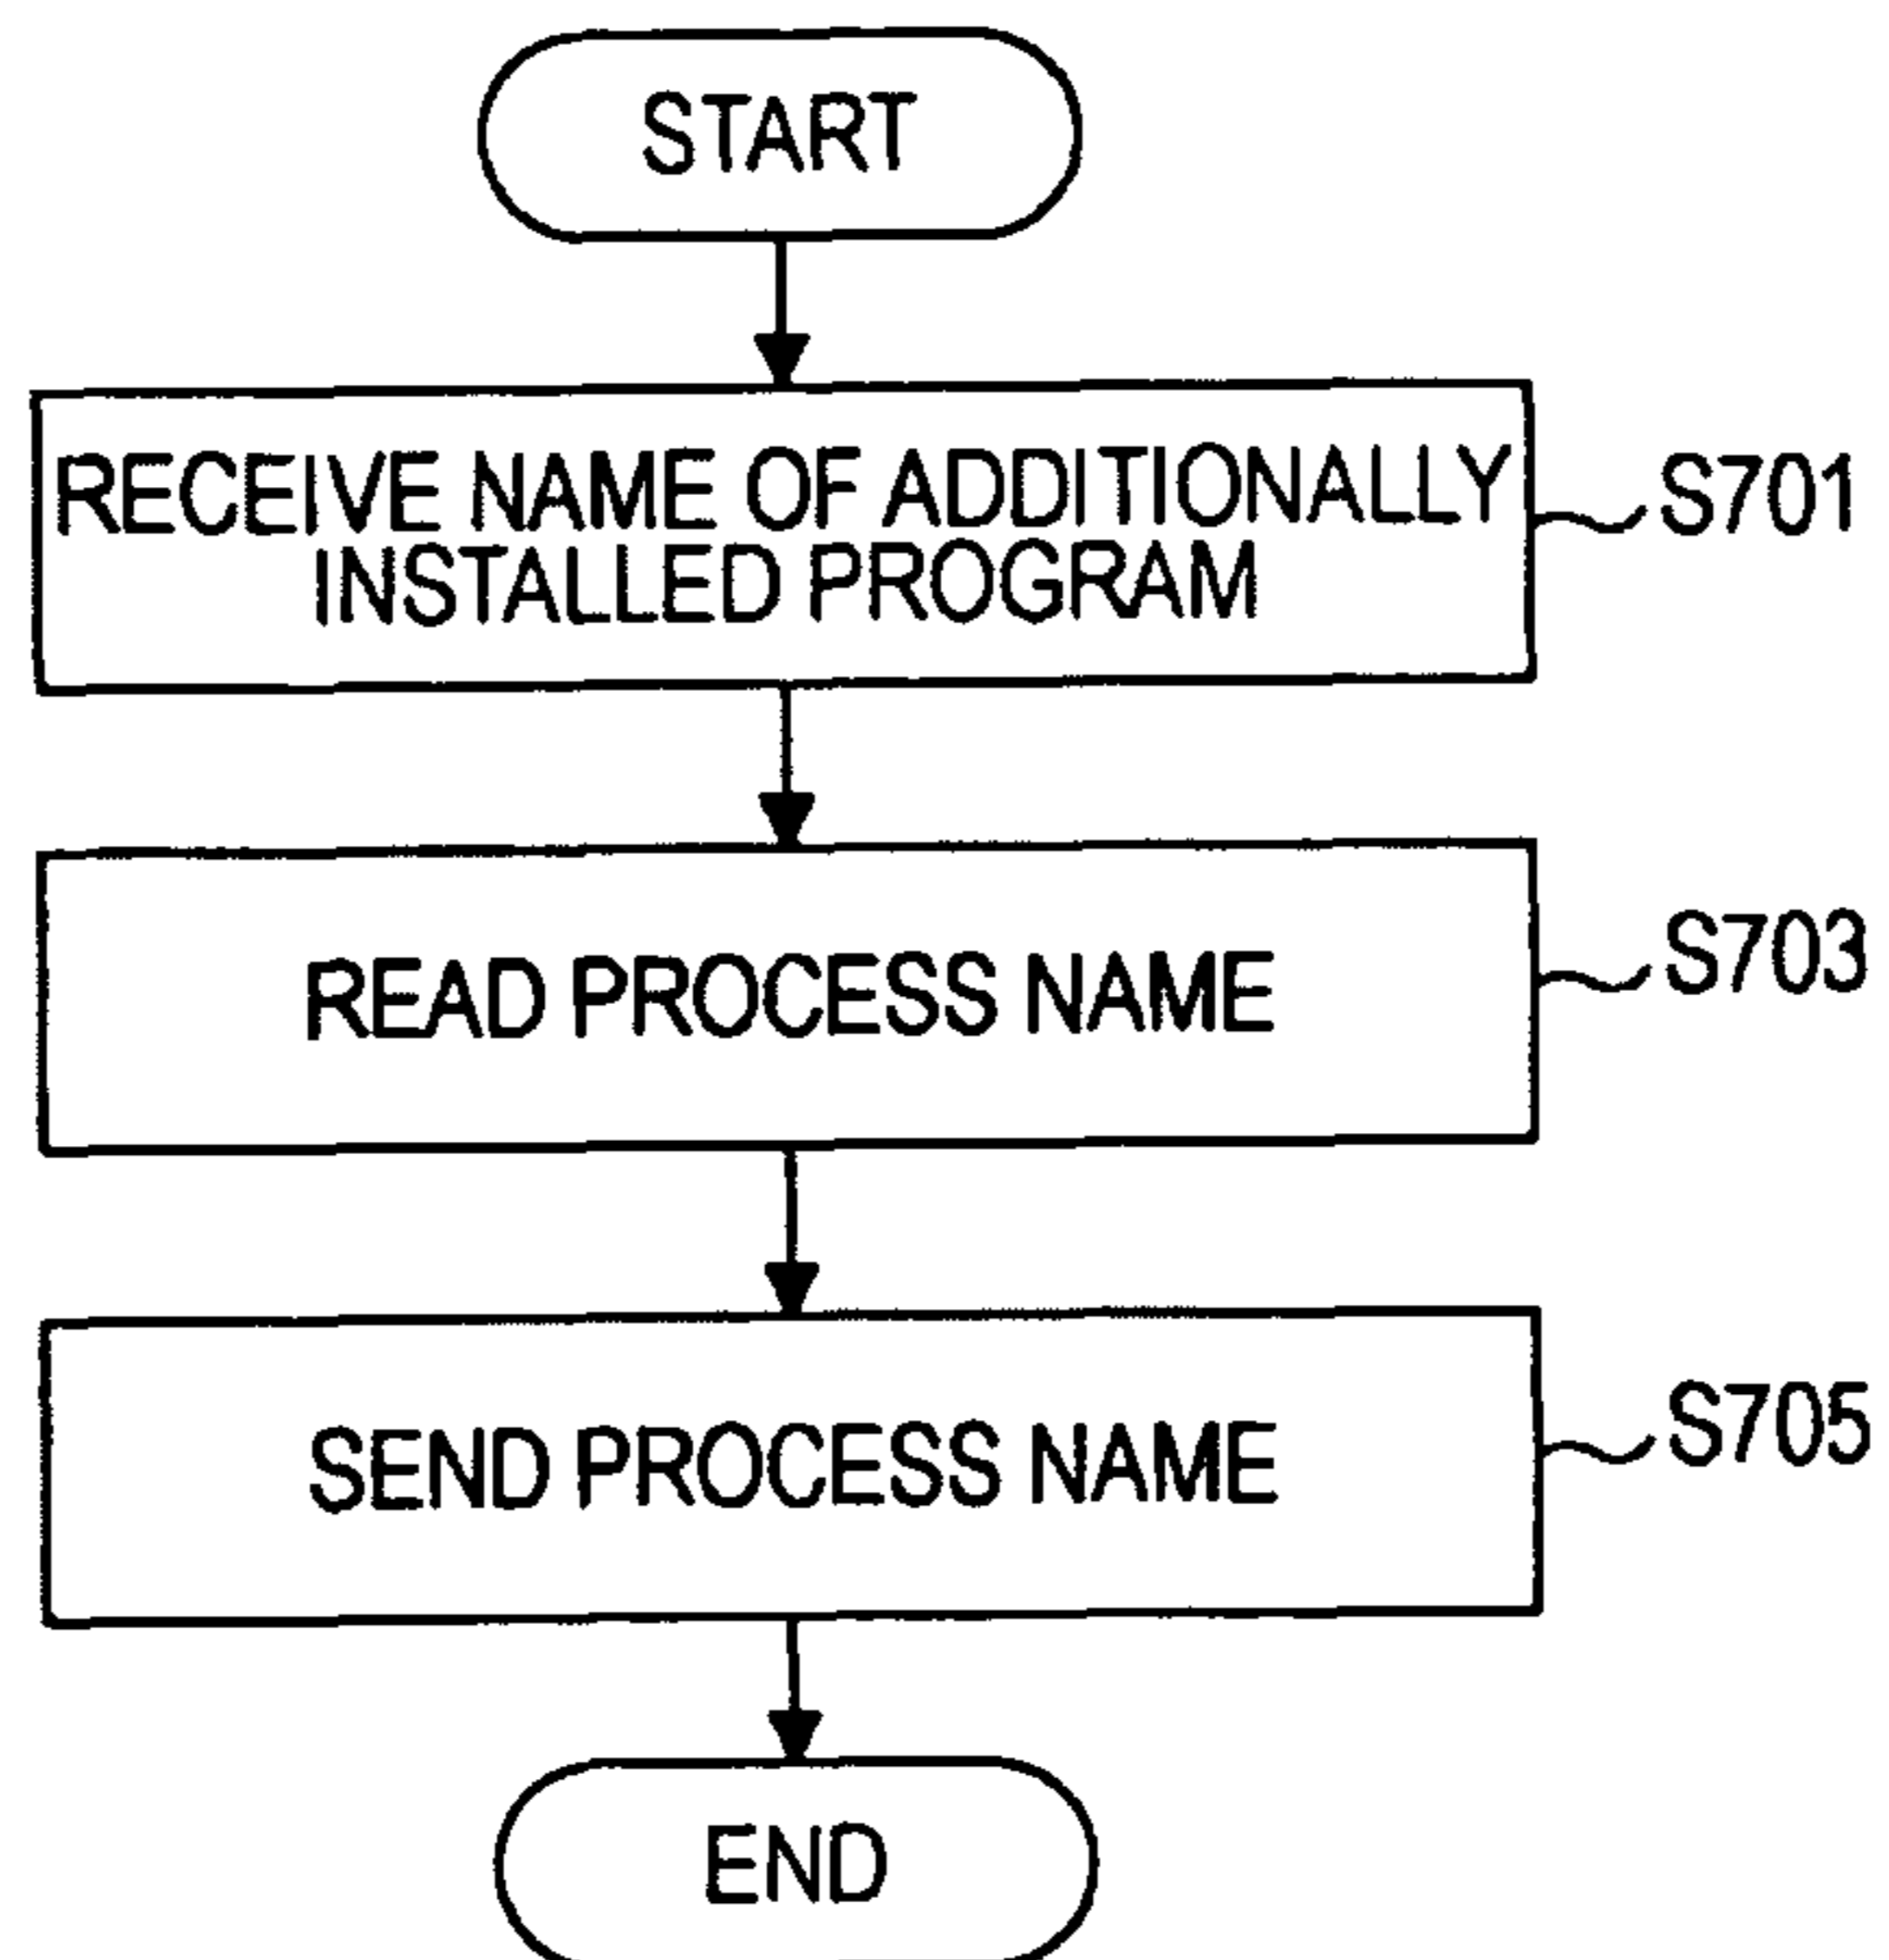 START
RECEIVE NAME OF ADDITIONALLY
INSTALLED PROGRAM
S701
READ PROCESS NAME
S703
SEND PROCESS NAME
S705
END